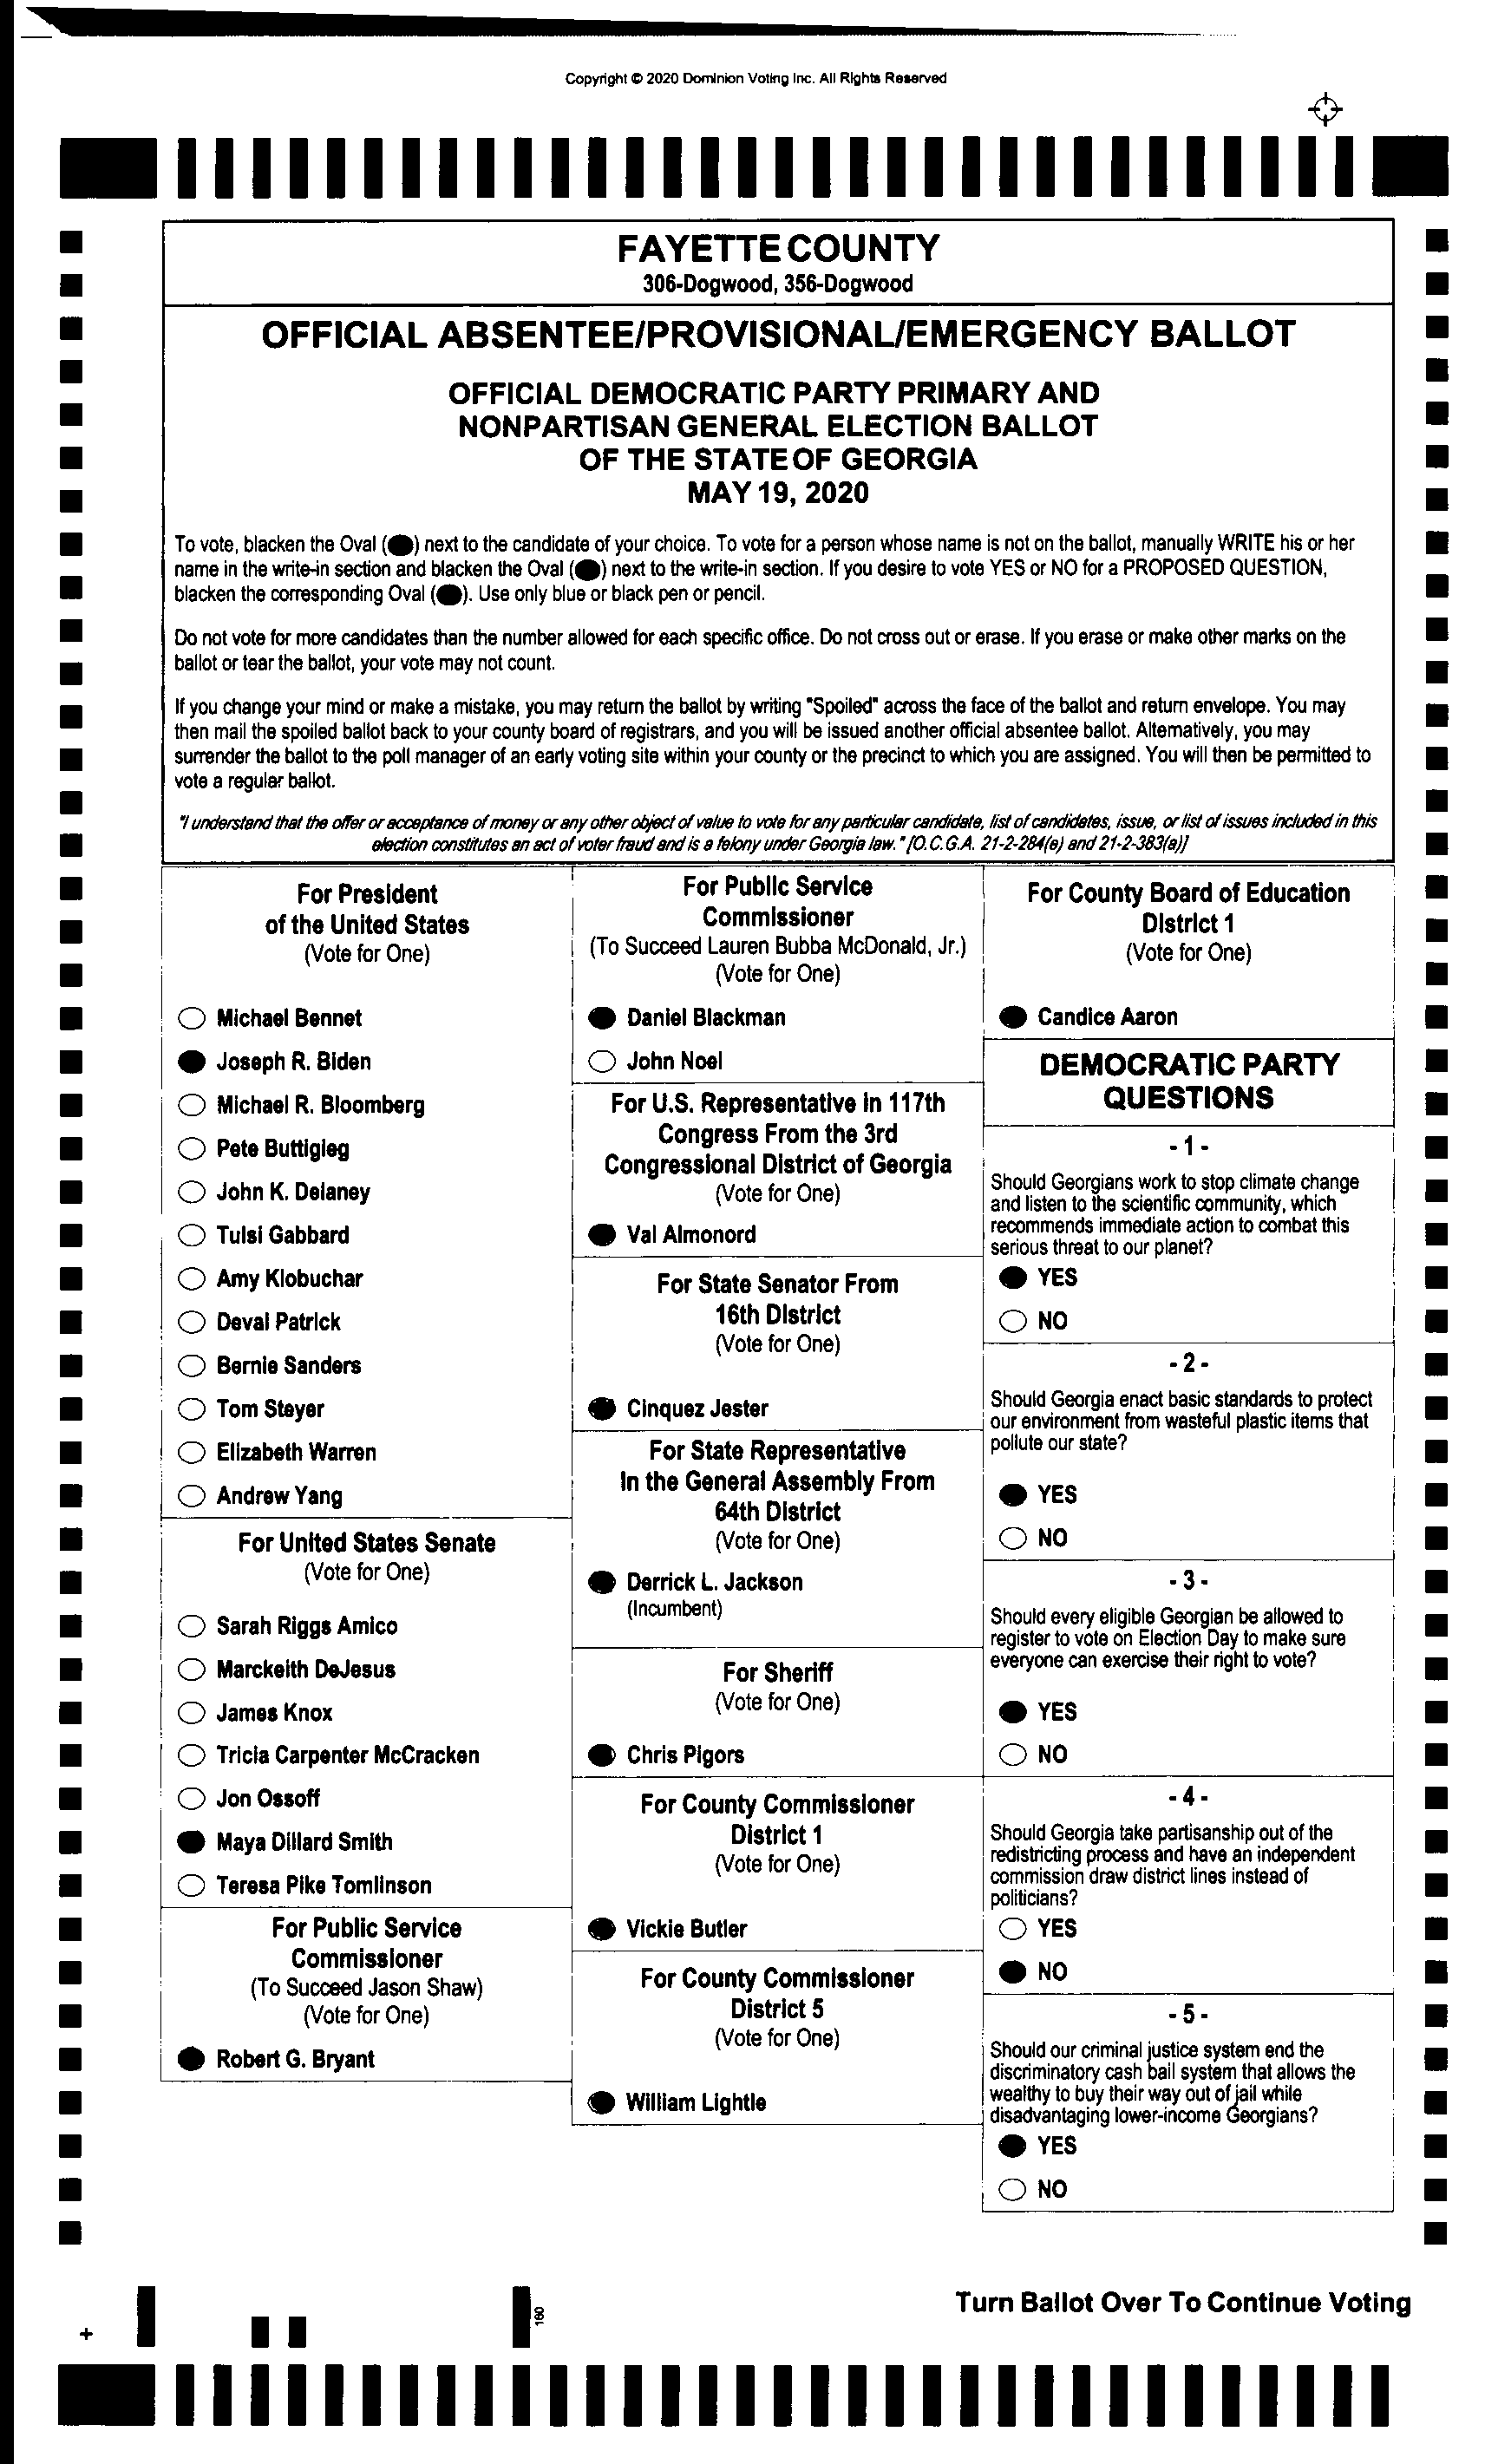 Copyright © 2020 Dominion Voting Inc. All Rights Reserved
FAYETTE COUNTY
306-Dogwood, 356-Dogwood
OFFICIAL ABSENTEE/PROVISIONAL/EMERGENCY BALLOT
OFFICIAL DEMOCRATIC PARTY PRIMARY AND
NONPARTISAN GENERAL ELECTION BALLOT
OF THE STATE OF GEORGIA
MAY 19, 2020
To vote, blacken the Oval (●) next to the candidate of your choice. To vote for a person whose name is not on the ballot, manually WRITE his or her
name in the write-in section and blacken the Oval (●) next to the write-in section. If you desire to vote YES or NO for a PROPOSED QUESTION,
blacken the corresponding Oval (●). Use only blue or black pen or pencil.
Do not vote for more candidates than the number allowed for each specific office. Do not cross out or erase. If you erase or make other marks on the
ballot or tear the ballot, your vote may not count.
If you change your mind or make a mistake, you may return the ballot by writing "Spoiled" across the face of the ballot and return envelope. You may
then mail the spoiled ballot back to your county board of registrars, and you will be issued another official absentee ballot. Alternatively, you may
surrender the ballot to the poll manager of an early voting site within your county or the precinct to which you are assigned. You will then be permitted to
vote a regular ballot.
"I understand that the offer or acceptance of money or any other object of value to vote for any particular candidate, list of candidates, issue, or list of issues included in this
election constitutes an act of voter fraud and is a felony under Georgia law." [O.C.G.A. 21-2-284(e) and 21-2-383(a)]
For President
of the United States
(Vote for One)
Michael Bennet
Joseph R. Biden
Michael R. Bloomberg
Pete Buttigieg
John K. Delaney
Tulsi Gabbard
Amy Klobuchar
Deval Patrick
Bernie Sanders
Tom Steyer
Elizabeth Warren
Andrew Yang
For United States Senate
(Vote for One)
Sarah Riggs Amico
Marckeith DeJesus
James Knox
Tricia Carpenter McCracken
Jon Ossoff
Maya Dillard Smith
Teresa Pike Tomlinson
For Public Service
Commissioner
(To Succeed Jason Shaw)
(Vote for One)
Robert G. Bryant
For Public Service
Commissioner
(To Succeed Lauren Bubba McDonald, Jr.)
(Vote for One)
Daniel Blackman
John Noel
For U.S. Representative in 117th
Congress From the 3rd
Congressional District of Georgia
(Vote for One)
Val Almonord
For State Senator From
16th District
(Vote for One)
Cinquez Jester
For State Representative
In the General Assembly From
64th District
(Vote for One)
Derrick L. Jackson
(Incumbent)
For Sheriff
(Vote for One)
Chris Pigors
For County Commissioner
District 1
(Vote for One)
Vickie Butler
For County Commissioner
District 5
(Vote for One)
William Lightle
For County Board of Education
District 1
(Vote for One)
Candice Aaron
DEMOCRATIC PARTY
QUESTIONS
- 1 -
Should Georgians work to stop climate change
and listen to the scientific community, which
recommends immediate action to combat this
serious threat to our planet?
YES
NO
- 2 -
Should Georgia enact basic standards to protect
our environment from wasteful plastic items that
pollute our state?
YES
NO
- 3 -
Should every eligible Georgian be allowed to
register to vote on Election Day to make sure
everyone can exercise their right to vote?
YES
NO
- 4 -
Should Georgia take partisanship out of the
redistricting process and have an independent
commission draw district lines instead of
politicians?
YES
NO
- 5 -
Should our criminal justice system end the
discriminatory cash bail system that allows the
wealthy to buy their way out of jail while
disadvantaging lower-income Georgians?
YES
NO
Turn Ballot Over To Continue Voting
160
+